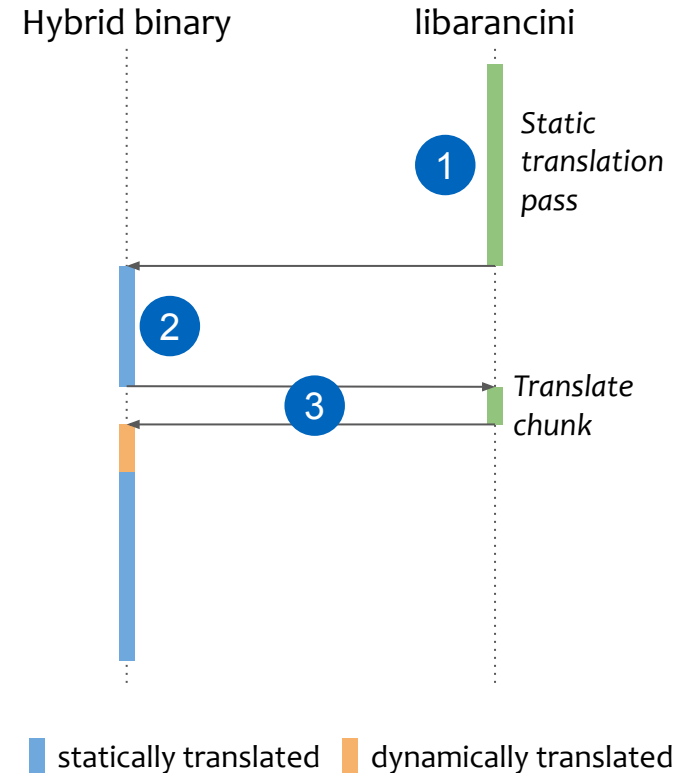 Hybrid binary
libarancini
Static
translation
pass
1
2
3
Translate
chunk
statically translated
dynamically translated